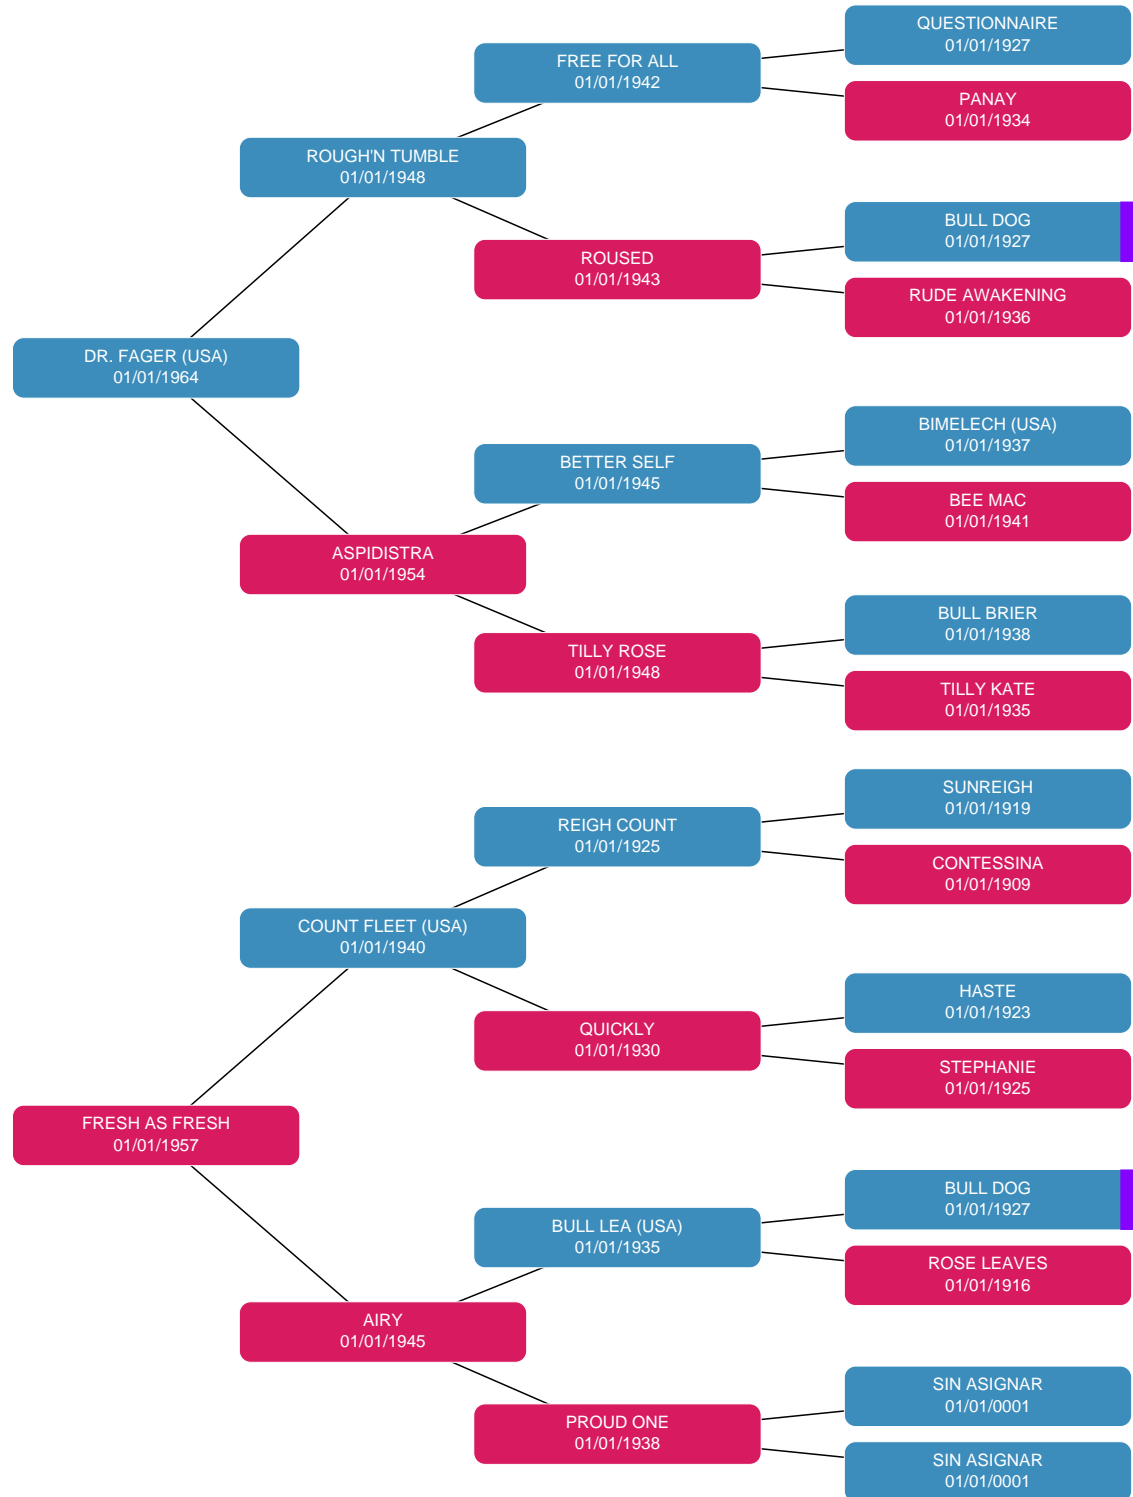 QUESTIONNAIRE
01/01/1927
FREE FOR ALL
01/01/1942
PANAY
01/01/1934
ROUGH'N TUMBLE
01/01/1948
BULL DOG
01/01/1927
ROUSED
01/01/1943
RUDE AWAKENING
01/01/1936
DR. FAGER (USA)
01/01/1964
BIMELECH (USA)
01/01/1937
BETTER SELF
01/01/1945
BEE MAC
01/01/1941
ASPIDISTRA
01/01/1954
BULL BRIER
01/01/1938
TILLY ROSE
01/01/1948
TILLY KATE
01/01/1935
SUNREIGH
01/01/1919
REIGH COUNT
01/01/1925
CONTESSINA
01/01/1909
COUNT FLEET (USA)
01/01/1940
HASTE
01/01/1923
QUICKLY
01/01/1930
STEPHANIE
01/01/1925
FRESH AS FRESH
01/01/1957
BULL DOG
01/01/1927
BULL LEA (USA)
01/01/1935
ROSE LEAVES
01/01/1916
AIRY
01/01/1945
SIN ASIGNAR
01/01/0001
PROUD ONE
01/01/1938
SIN ASIGNAR
01/01/0001